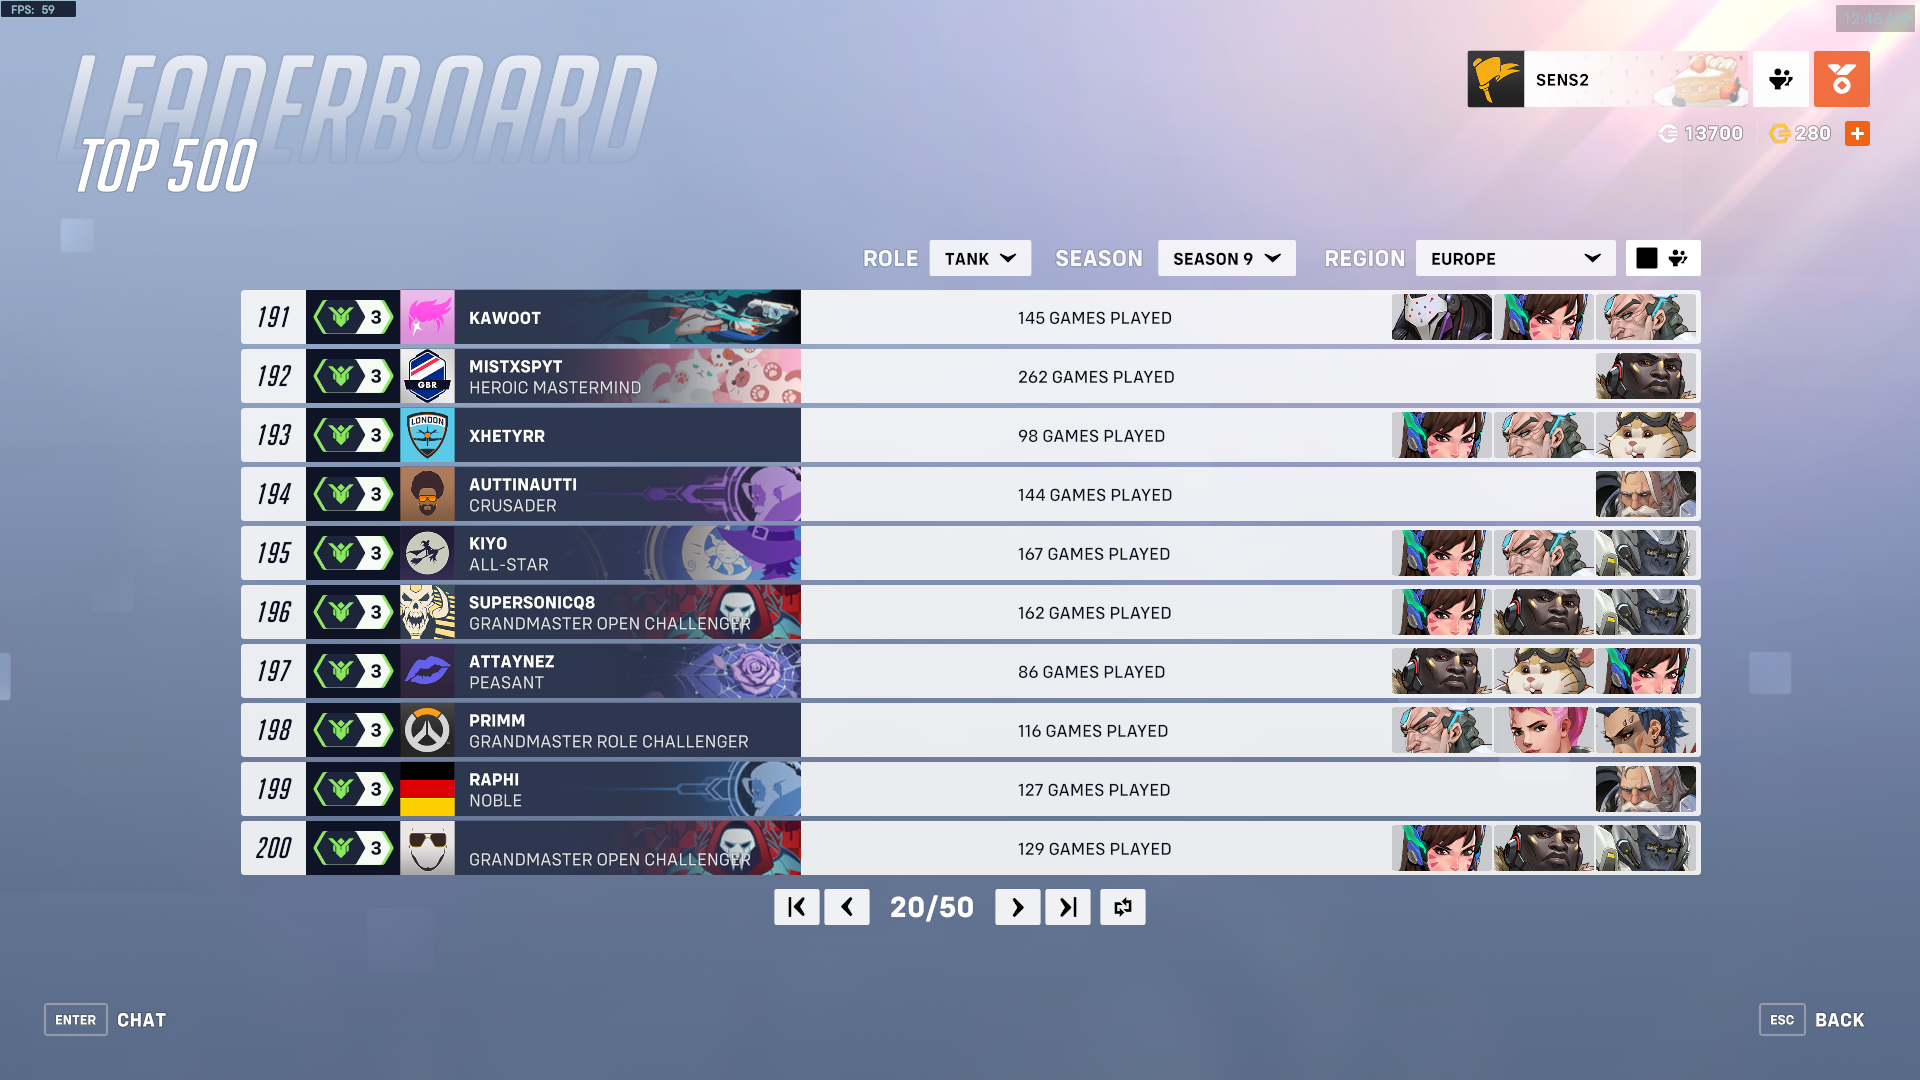 FPS: 59
12:48
LEADERBOARD
TOP 500
SENS2
13700
280
ROLE TANK SEASON SEASON 9 REGION EUROPE
191 3 KAWOOT 145 GAMES PLAYED
192 3 GBR MISTXSPYT 262 GAMES PLAYED
HEROIC MASTERMIND
193 3 LONDON XHETYRR 98 GAMES PLAYED
194 3 AUTTINAUTTI 144 GAMES PLAYED
CRUSADER
195 3 KIYO 167 GAMES PLAYED
ALL-STAR
196 3 SUPERSONICQ8 162 GAMES PLAYED
GRANDMASTER OPEN CHALLENGER
197 3 ATTAYNEZ 86 GAMES PLAYED
PEASANT
198 3 PRIMM 116 GAMES PLAYED
GRANDMASTER ROLE CHALLENGER
199 3 RAPHI 127 GAMES PLAYED
NOBLE
200 3 129 GAMES PLAYED
GRANDMASTER OPEN CHALLENGER
20/50
ENTER CHAT
ESC BACK